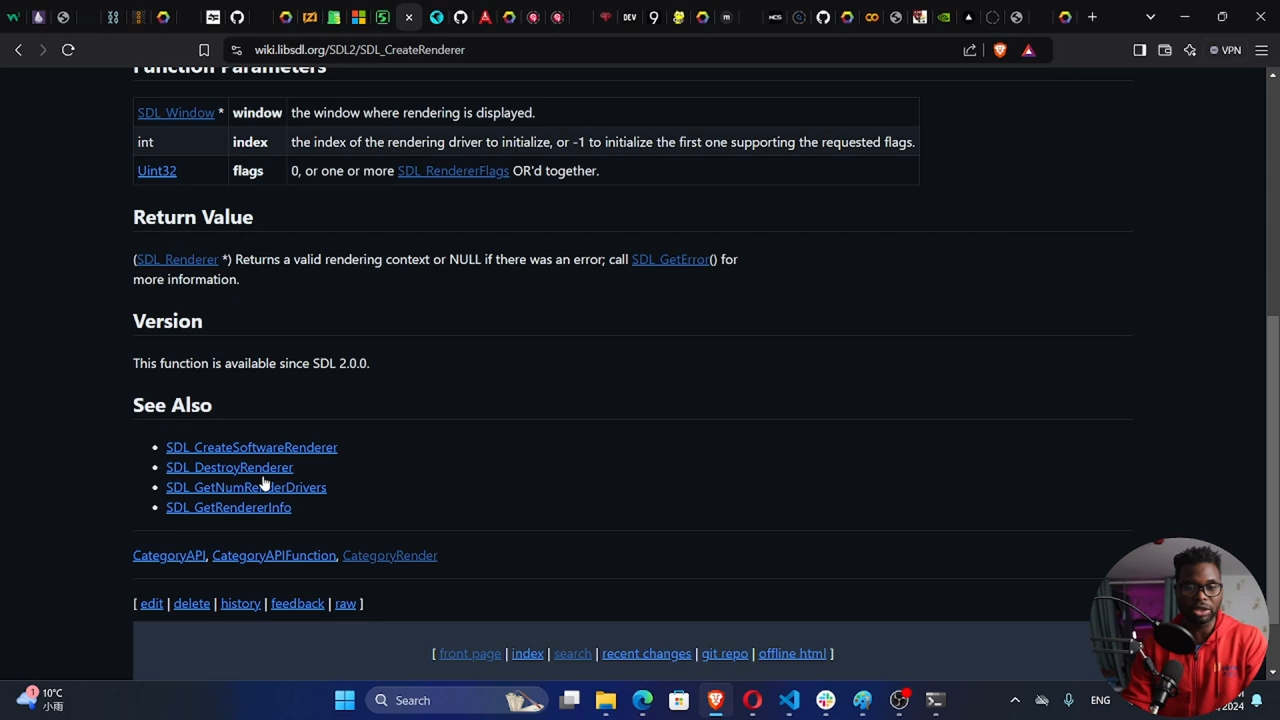 DEV
wiki.libsdl.org/SDL2/SDL_CreateRenderer
VPN
Function Parameters
SDL_Window * window the window where rendering is displayed.
int index the index of the rendering driver to initialize, or -1 to initialize the first one supporting the requested flags.
Uint32 flags 0, or one or more SDL_RendererFlags OR'd together.
Return Value
(SDL_Renderer *) Returns a valid rendering context or NULL if there was an error; call SDL_GetError() for
more information.
Version
This function is available since SDL 2.0.0.
See Also
• SDL_CreateSoftwareRenderer
• SDL_DestroyRenderer
• SDL_GetNumRenderDrivers
• SDL_GetRendererInfo
CategoryAPI, CategoryAPIFunction, CategoryRender
[ edit | delete | history | feedback | raw ]
[ front page | index | search | recent changes | git repo | offline html ]
1
10°C
小雨
Search
ENG